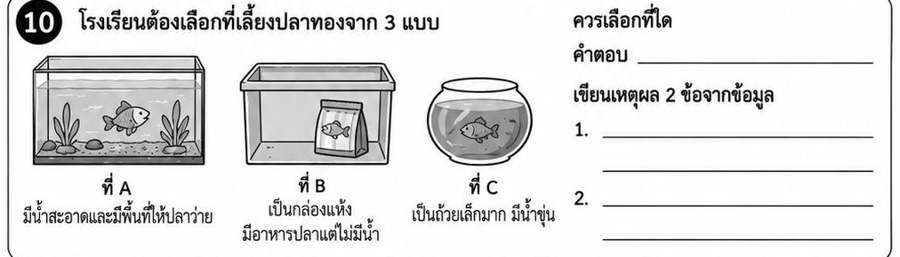 10 โรงเรียนต้องเลือกที่เลี้ยงปลาทองจาก 3 แบบ
ที่ A
มีน้ำสะอาดและมีพื้นที่ให้ปลาว่าย
ที่ B
เป็นกล่องแห้ง
มีอาหารปลาแต่ไม่มีน้ำ
ที่ C
เป็นถ้วยเล็กมาก มีน้ำขุ่น
ควรเลือกที่ใด
คำตอบ
เขียนเหตุผล 2 ข้อจากข้อมูล
1.
2.